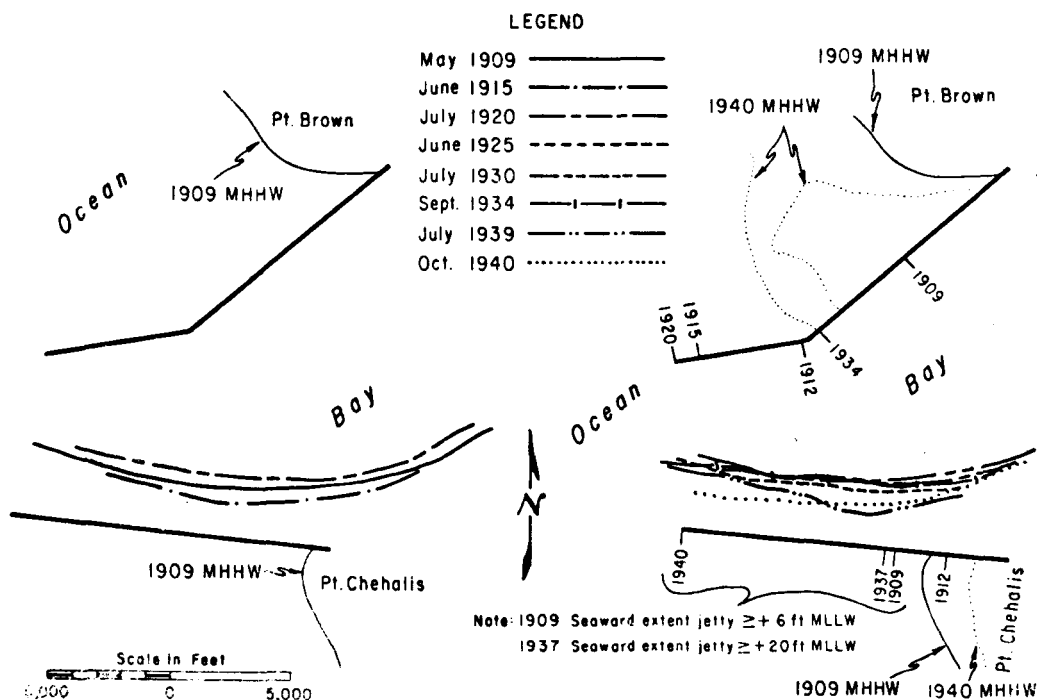 LEGEND
May 1909
June 1915
July 1920
June 1925
July 1930
Sept. 1934
July 1939
Oct. 1940
Pt. Brown
1909 MHHW
Ocean
Bay
1909 MHHW
Pt. Chehalis
Scale in Feet
0
5,000
N
1909 MHHW
Pt. Brown
1940 MHHW
1909
1920
1915
1934
1912
Bay
Ocean
1940
1937
1909
1912
Pt. Chehalis
Note: 1909 Seaward extent jetty ≥ + 6 ft MLLW
1937 Seaward extent jetty ≥ +20 ft MLLW
1909 MHHW
1940 MHHW